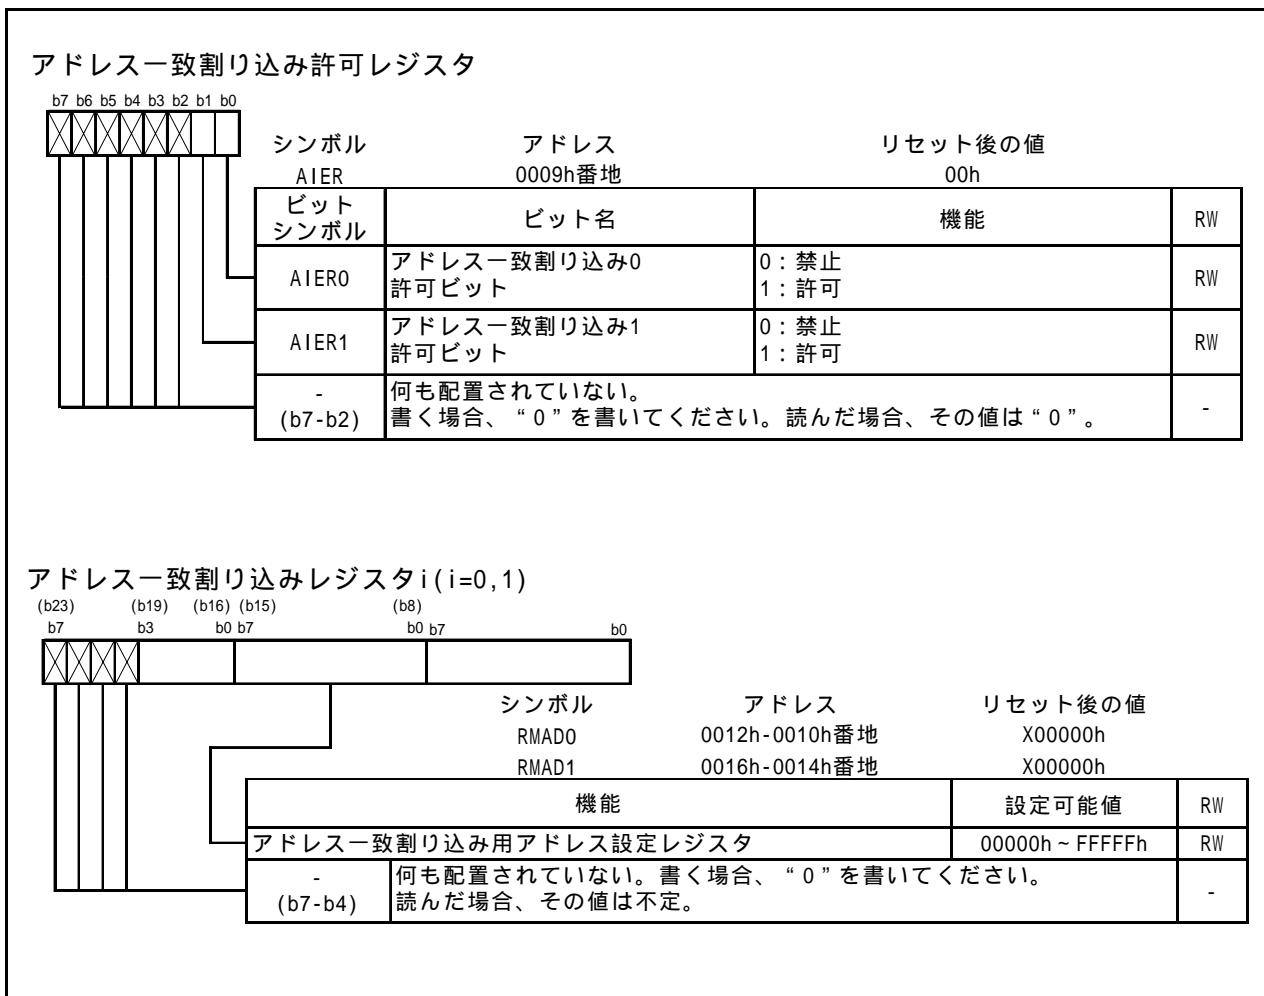 アドレス一致割り込み許可レジスタ
b7 b6 b5 b4 b3 b2 b1 b0
シンボル アドレス リセット後の値
AIER 0009h番地 00h
ビット
シンボル ビット名 機能 RW
AIER0 アドレス一致割り込み0
許可ビット 0:禁止
1:許可 RW
AIER1 アドレス一致割り込み1
許可ビット 0:禁止
1:許可 RW
-
(b7-b2) 何も配置されていない。
書く場合、“0”を書いてください。読んだ場合、その値は“0”。 -
アドレス一致割り込みレジスタi(i=0,1)
(b23) (b19) (b16) (b15) (b8)
b7 b3 b0 b7 b0 b7 b0
シンボル アドレス リセット後の値
RMAD0 0012h-0010h番地 X00000h
RMAD1 0016h-0014h番地 X00000h
機能 設定可能値 RW
アドレス一致割り込み用アドレス設定レジスタ 00000h~FFFFFh RW
-
(b7-b4) 何も配置されていない。書く場合、“0”を書いてください。
読んだ場合、その値は不定。 -